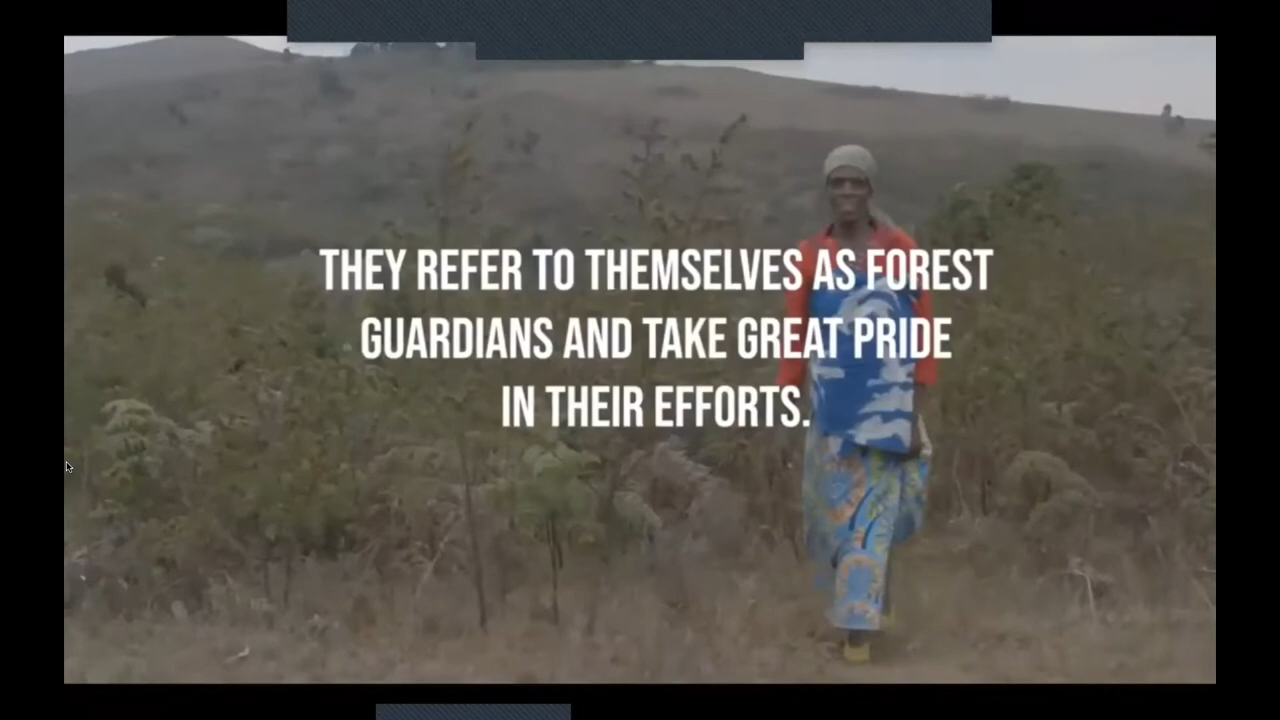 THEY REFER TO THEMSELVES AS FOREST
GUARDIANS AND TAKE GREAT PRIDE
IN THEIR EFFORTS.